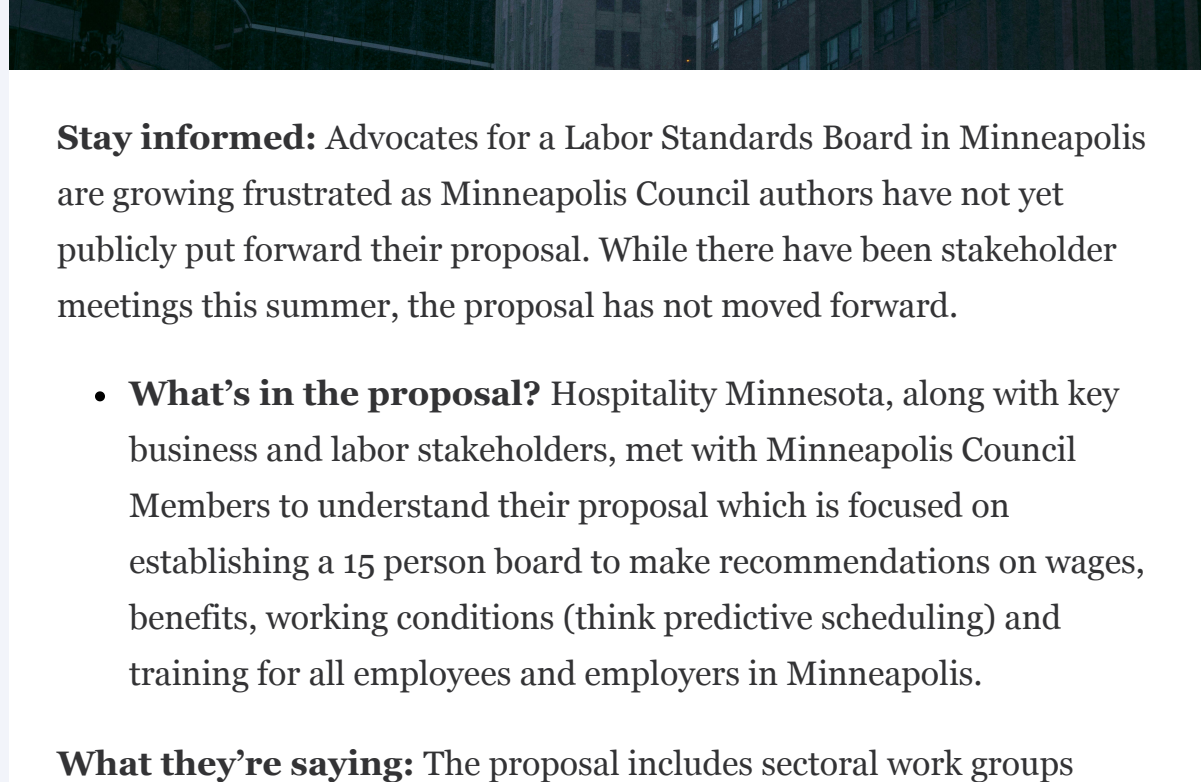 Stay informed: Advocates for a Labor Standards Board in Minneapolis
are growing frustrated as Minneapolis Council authors have not yet
publicly put forward their proposal. While there have been stakeholder
meetings this summer, the proposal has not moved forward.
• What’s in the proposal? Hospitality Minnesota, along with key
business and labor stakeholders, met with Minneapolis Council
Members to understand their proposal which is focused on
establishing a 15 person board to make recommendations on wages,
benefits, working conditions (think predictive scheduling) and
training for all employees and employers in Minneapolis.
What they’re saying: The proposal includes sectoral work groups